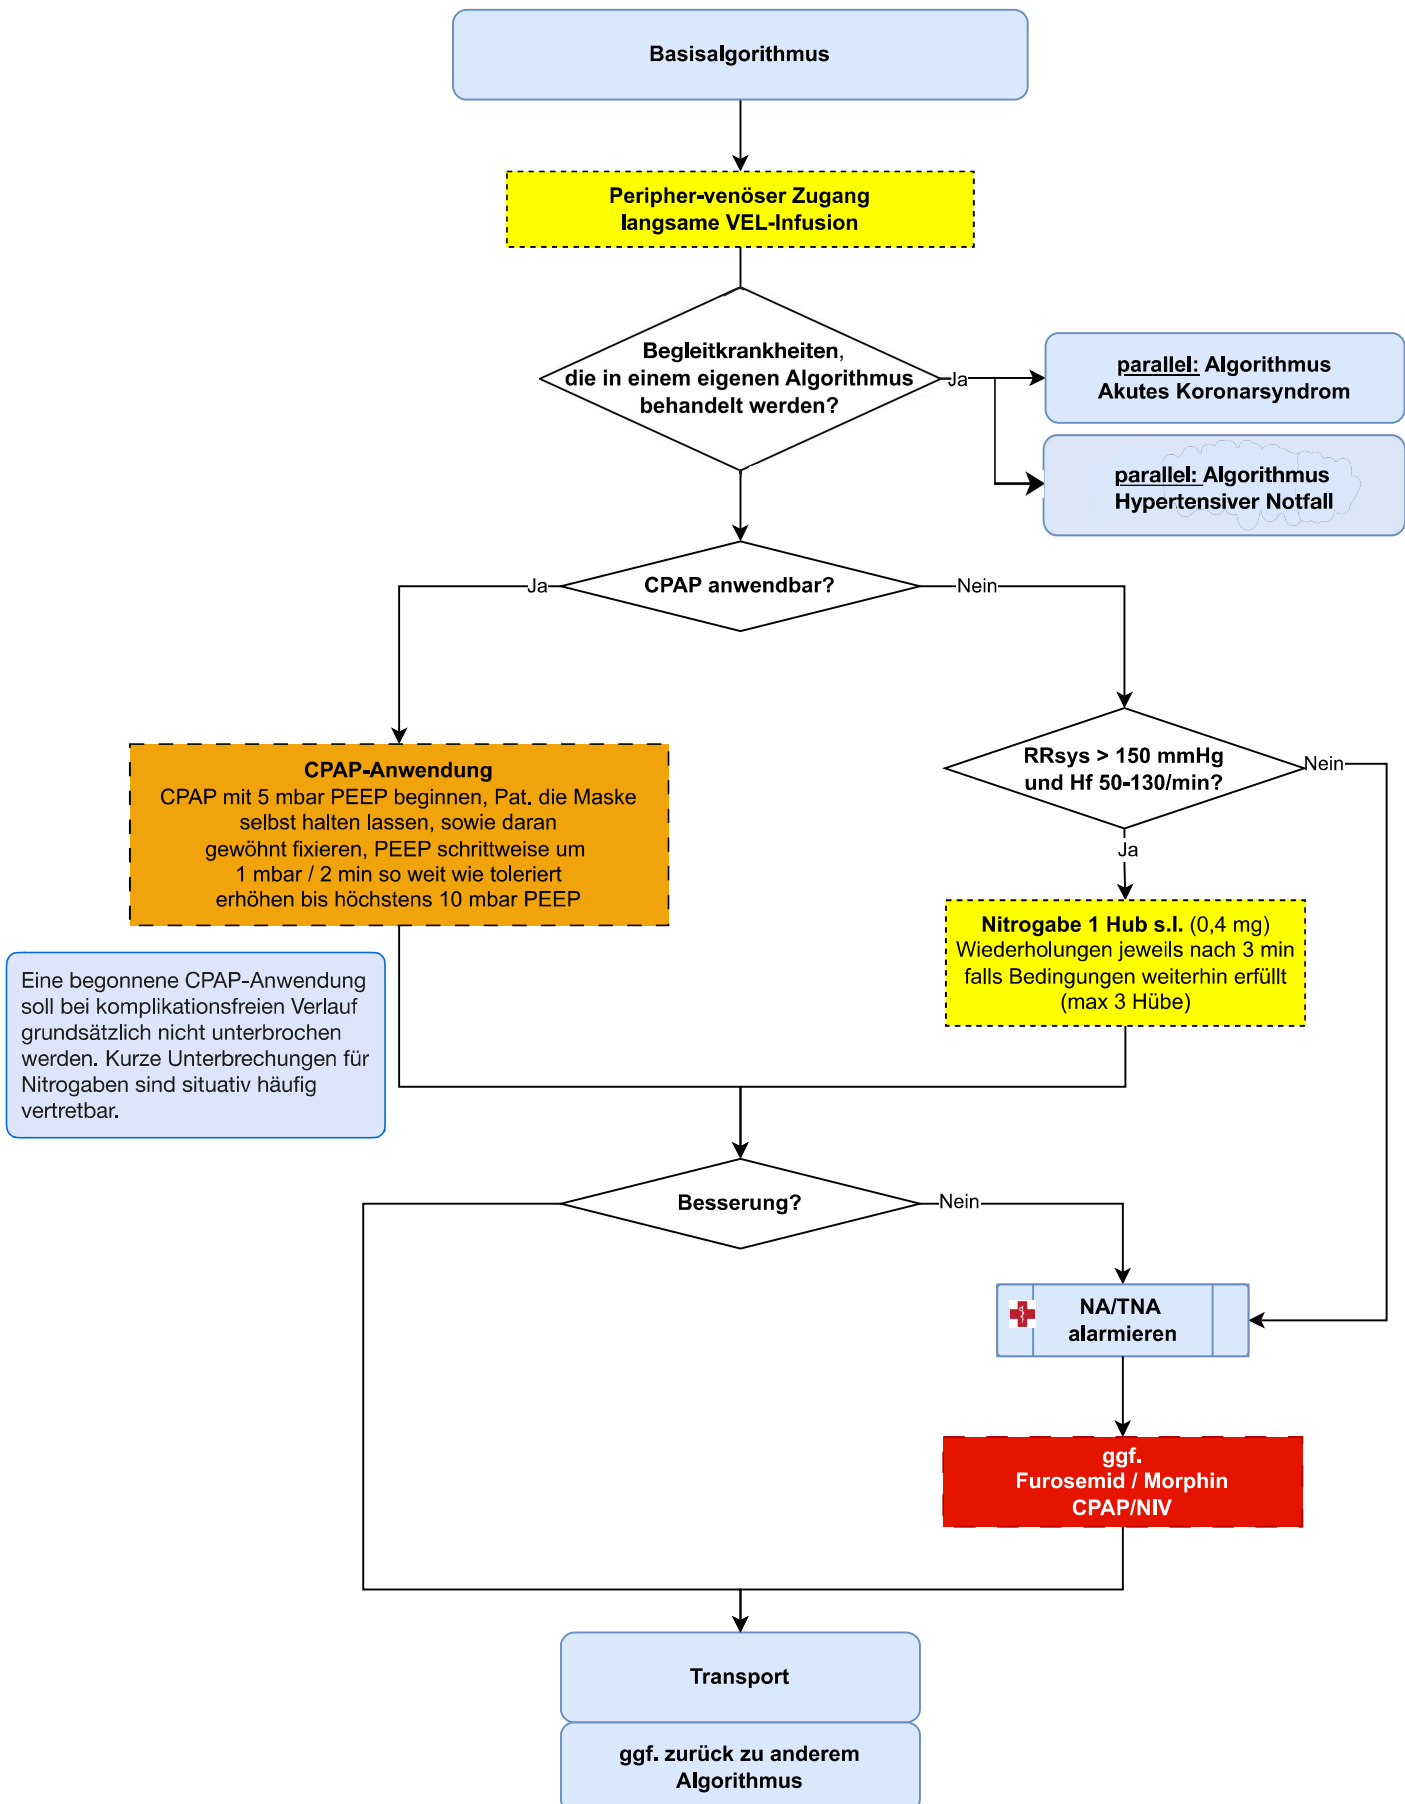 Basisalgorithmus
Peripher-venöser Zugang
langsame VEL-Infusion
Begleitkrankheiten,
die in einem eigenen Algorithmus
behandelt werden?
Ja
parallel: Algorithmus
Akutes Koronarsyndrom
parallel: Algorithmus
Hypertensiver Notfall
CPAP anwendbar?
Ja
Nein
RRsys > 150 mmHg
und Hf 50-130/min?
Nein
Ja
CPAP-Anwendung
CPAP mit 5 mbar PEEP beginnen, Pat. die Maske
selbst halten lassen, sowie daran
gewöhnt fixieren, PEEP schrittweise um
1 mbar / 2 min so weit wie toleriert
erhöhen bis höchstens 10 mbar PEEP
Nitrogabe 1 Hub s.l. (0,4 mg)
Wiederholungen jeweils nach 3 min
falls Bedingungen weiterhin erfüllt
(max 3 Hübe)
Eine begonnene CPAP-Anwendung
soll bei komplikationsfreien Verlauf
grundsätzlich nicht unterbrochen
werden. Kurze Unterbrechungen für
Nitrogaben sind situativ häufig
vertretbar.
Besserung?
Nein
NA/TNA
alarmieren
ggf.
Furosemid / Morphin
CPAP/NIV
Transport
ggf. zurück zu anderem
Algorithmus